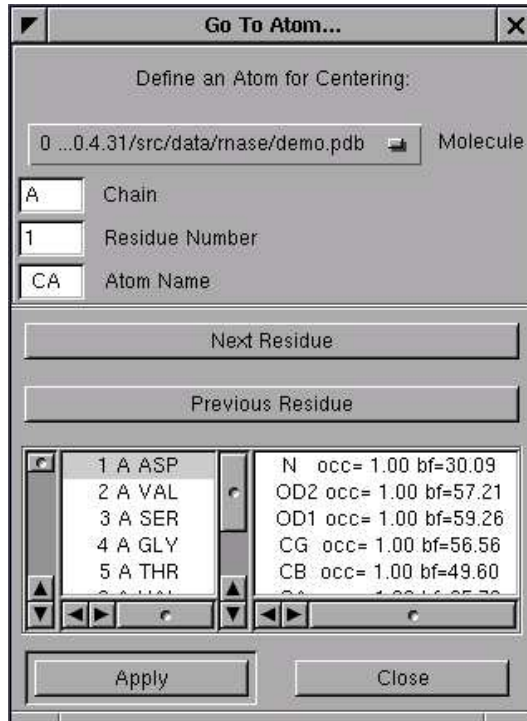 Go To Atom...
Define an Atom for Centering:
0 ...0.4.31/src/data/rnase/demo.pdb Molecule
A Chain
1 Residue Number
CA Atom Name
Next Residue
Previous Residue
1 A ASP
2 A VAL
3 A SER
4 A GLY
5 A THR
N occ= 1.00 bf=30.09
OD2 occ= 1.00 bf=57.21
OD1 occ= 1.00 bf=59.26
CG occ= 1.00 bf=56.56
CB occ= 1.00 bf=49.60
Apply Close